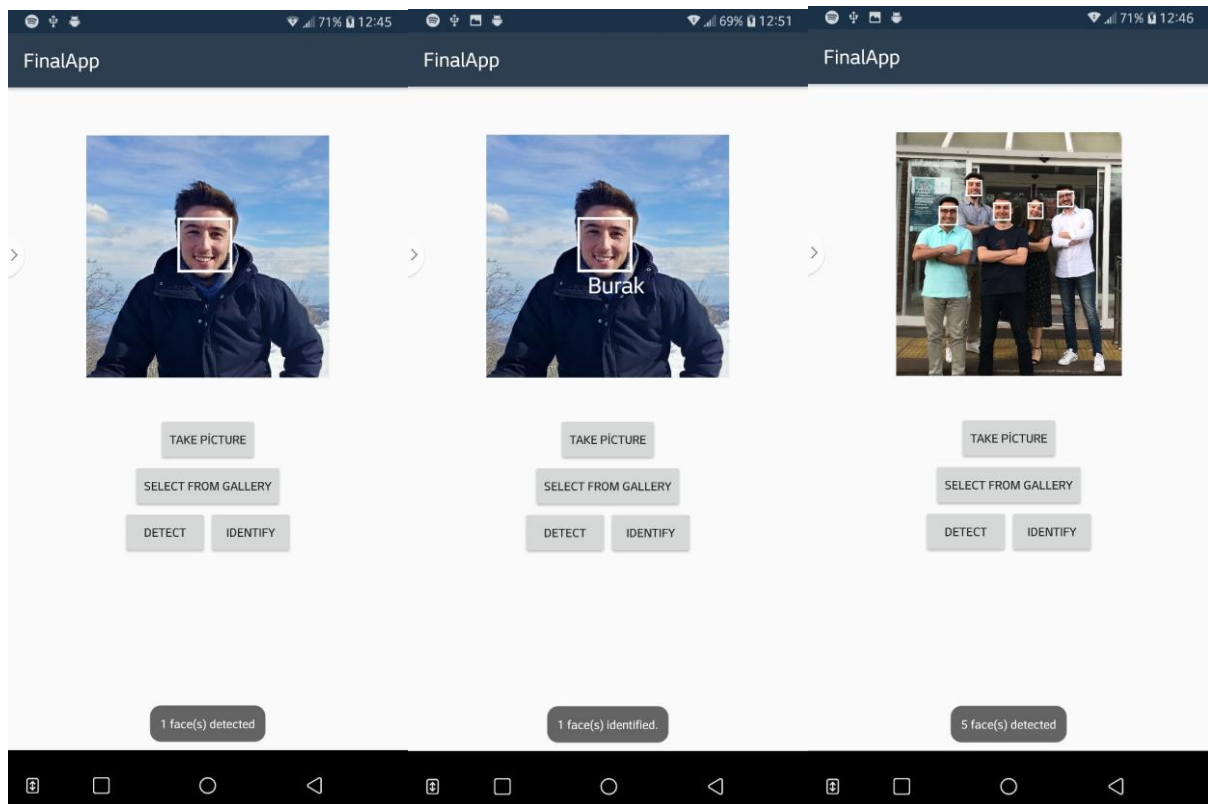 71% 12:45
FinalApp
TAKE PİCTURE
SELECT FROM GALLERY
DETECT IDENTIFY
1 face(s) detected
69% 12:51
FinalApp
Burak
TAKE PİCTURE
SELECT FROM GALLERY
DETECT IDENTIFY
1 face(s) identified.
71% 12:46
FinalApp
TAKE PİCTURE
SELECT FROM GALLERY
DETECT IDENTIFY
5 face(s) detected